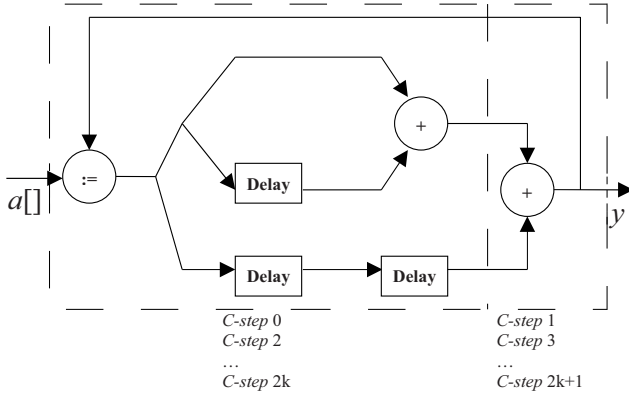 +
:=
a[]
Delay
+
y
Delay
Delay
C-step 0
C-step 2
...
C-step 2k
C-step 1
C-step 3
...
C-step 2k+1